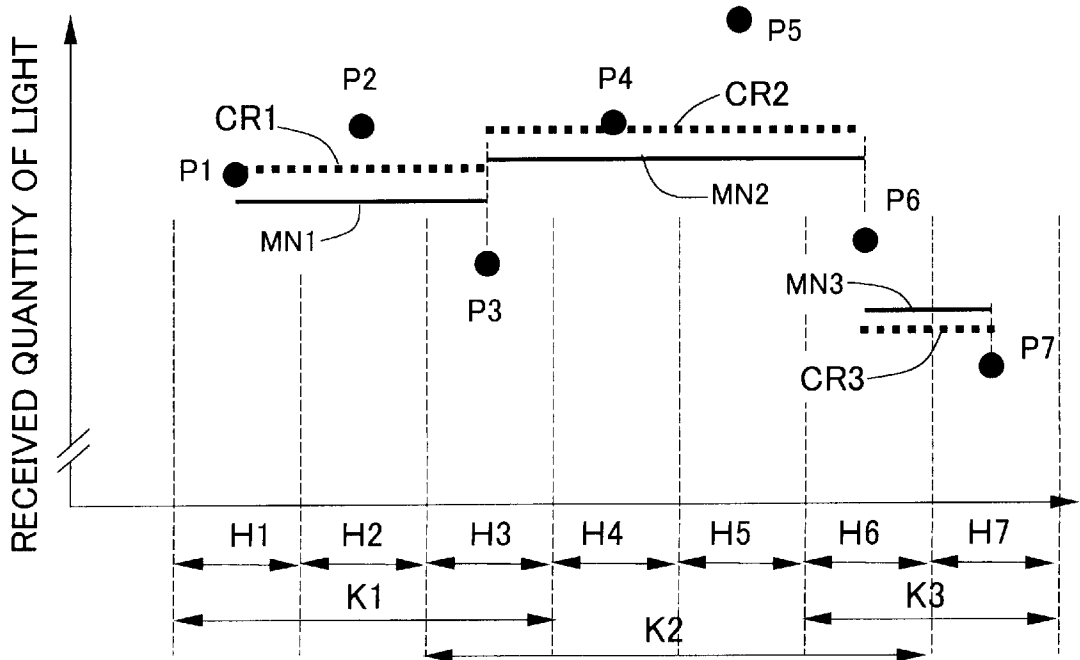 RECEIVED QUANTITY OF LIGHT
P5
P2
P4
CR1
CR2
P1
MN2
P6
MN1
MN3
P3
P7
CR3
H1 H2 H3 H4 H5 H6 H7
K1 K3
K2